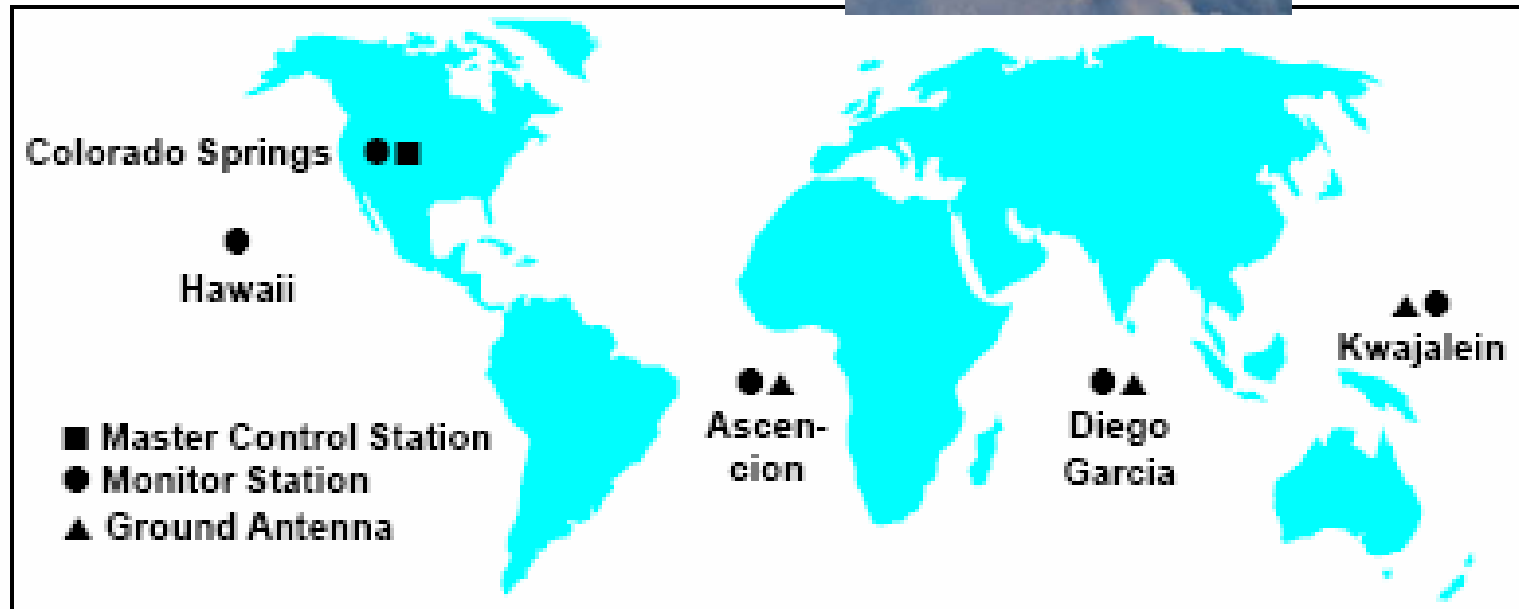 Colorado Springs
Hawaii
Kwajalein
Ascen-
cion
Diego
Garcia
Master Control Station
Monitor Station
Ground Antenna